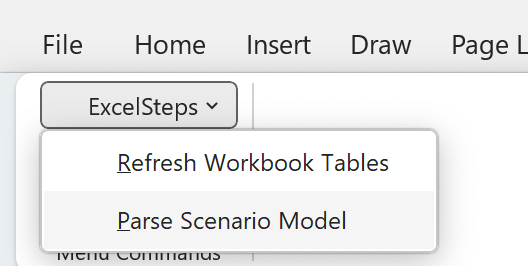 File Home Insert Draw Page L
ExcelSteps
Refresh Workbook Tables
Parse Scenario Model
Menu Commands